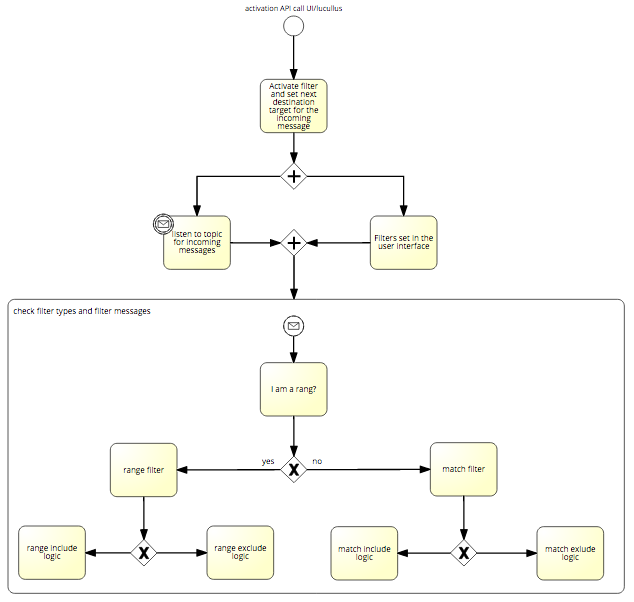 activation API call UI/lucullus
Activate filter
and set next
destination
target for the
incoming
message
listen to topic
for incoming
messages
Filters set in the
user interface
check filter types and filter messages
I am a rang?
yes
no
range filter
match filter
range include
logic
range exclude
logic
match include
logic
match exlude
logic